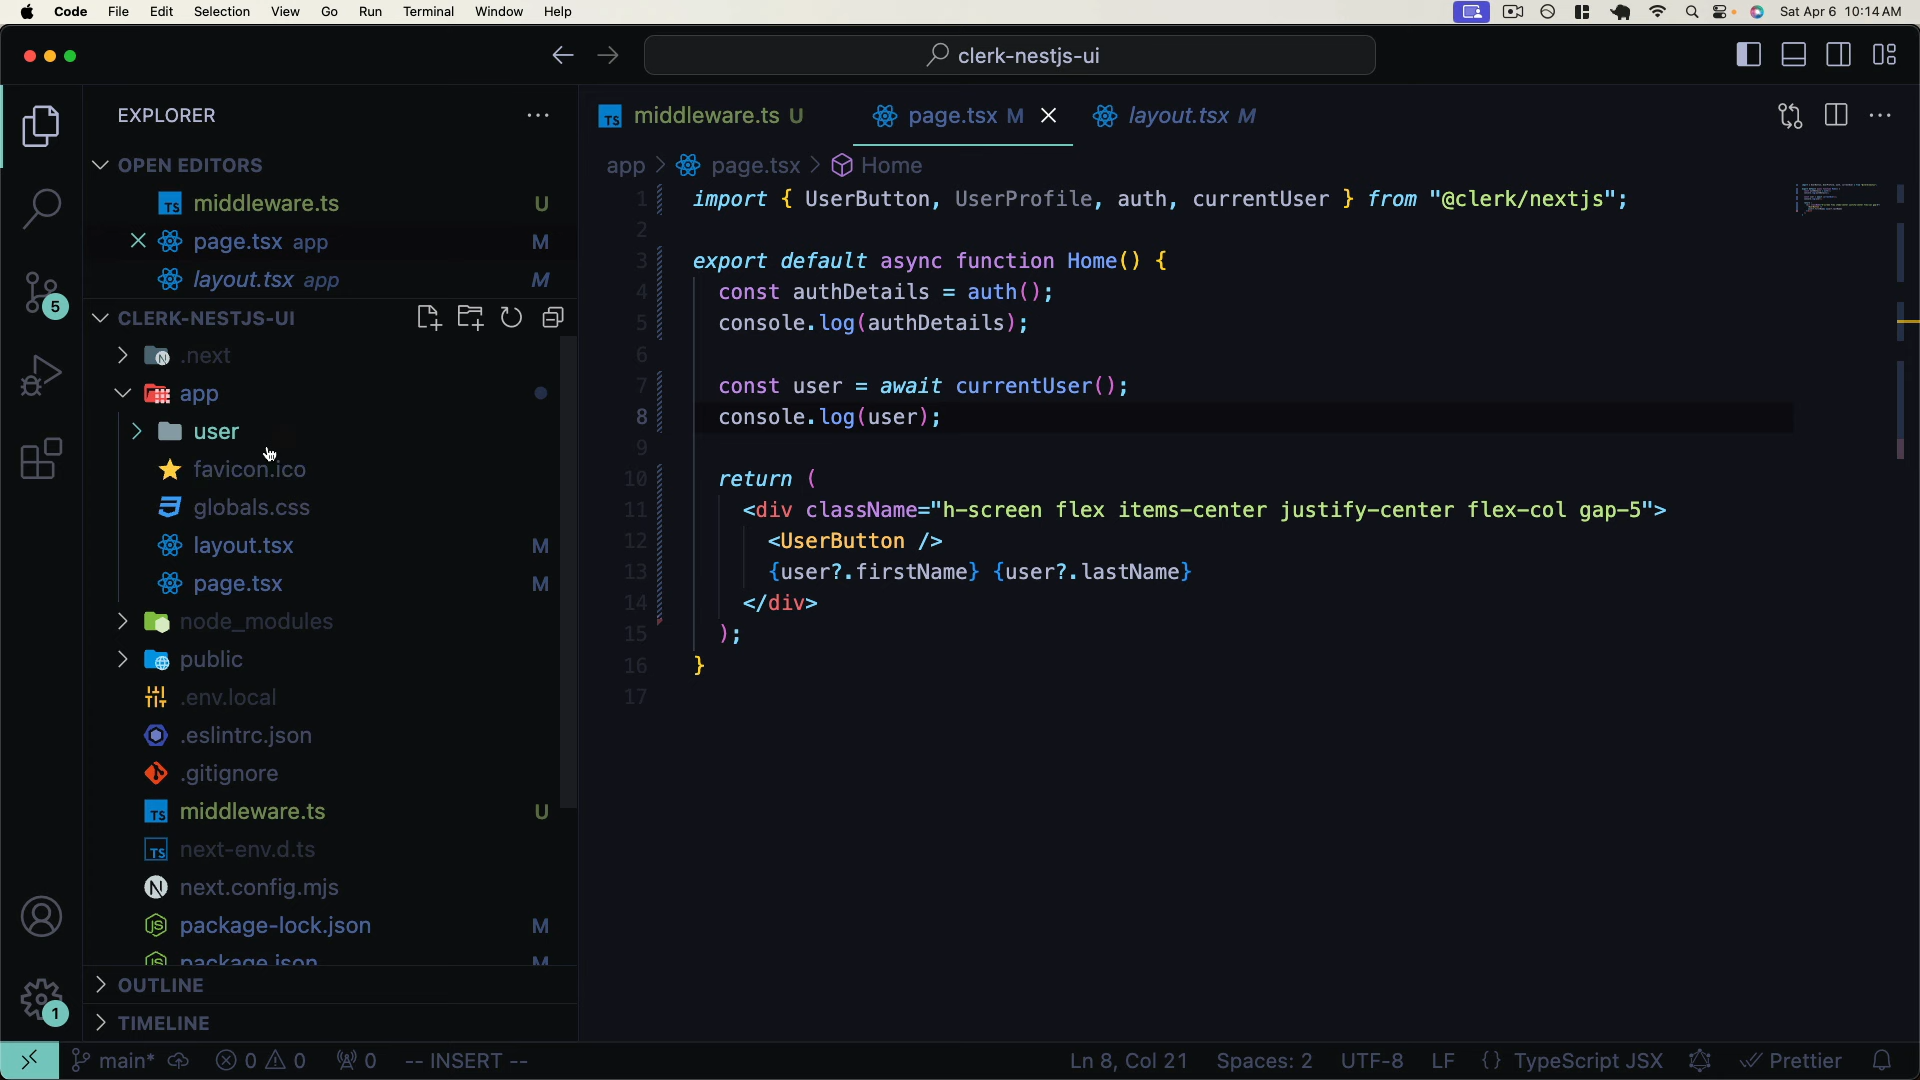 Code File Edit Selection View Go Run Terminal Window Help Sat Apr 6 10:14 AM
clerk-nestjs-ui
EXPLORER
OPEN EDITORS
middleware.ts U
page.tsx app M
layout.tsx app M
CLERK-NESTJS-UI
.next
app
user
favicon.ico
globals.css
layout.tsx M
page.tsx M
node_modules
public
.env.local
.eslintrc.json
.gitignore
middleware.ts U
next-env.d.ts
next.config.mjs
package-lock.json M
package.json M
OUTLINE
TIMELINE
5
1
middleware.ts U page.tsx M layout.tsx M
app > page.tsx > Home
1 import { UserButton, UserProfile, auth, currentUser } from "@clerk/nextjs";
2
3 export default async function Home() {
4 const authDetails = auth();
5 console.log(authDetails);
6
7 const user = await currentUser();
8 console.log(user);
9
10 return (
11 <div className="h-screen flex items-center justify-center flex-col gap-5">
12 <UserButton />
13 {user?.firstName} {user?.lastName}
14 </div>
15 );
16 }
17
main* 0 0 0 -- INSERT -- Ln 8, Col 21 Spaces: 2 UTF-8 LF {} TypeScript JSX Prettier